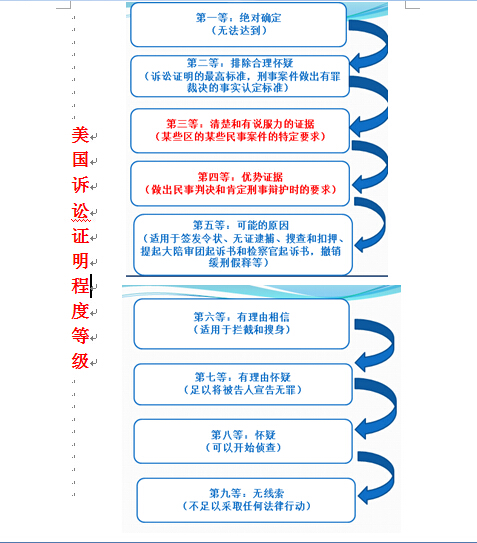 美国诉讼证明程度等级
第一等：绝对确定
（无法达到）
第二等：排除合理怀疑
（诉讼证明的最高标准，刑事案件做出有罪
裁决的事实认定标准）
第三等：清楚和有说服力的证据
（某些区的某些民事案件的特定要求）
第四等：优势证据
（做出民事判决和肯定刑事辩护时的要求）
第五等：可能的原因
（适用于签发令状、无证逮捕、搜查和扣押、
提起大陪审团起诉书和检察官起诉书，撤销
缓刑假释等）
第六等：有理由相信
（适用于拦截和搜身）
第七等：有理由怀疑
（足以将被告人宣告无罪）
第八等：怀疑
（可以开始侦查）
第九等：无线索
（不足以采取任何法律行动）